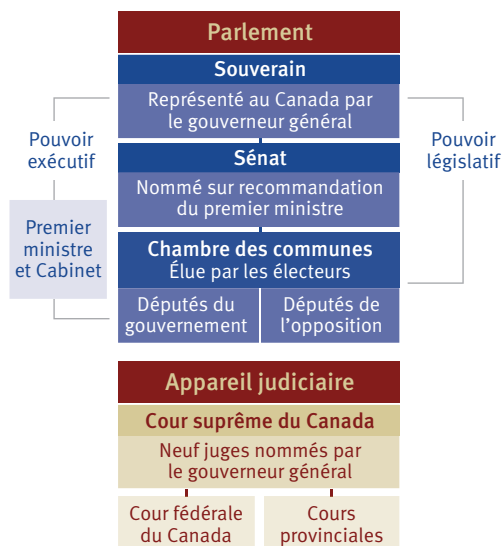 Parlement
Souverain
Représenté au Canada par
le gouverneur général
Pouvoir
exécutif
Pouvoir
législatif
Sénat
Nommé sur recommandation
du premier ministre
Premier
ministre
et Cabinet
Chambre des communes
Élue par les électeurs
Députés du
gouvernement
Députés de
l'opposition
Appareil judiciaire
Cour suprême du Canada
Neuf juges nommés par
le gouverneur général
Cour fédérale
du Canada
Cours
provinciales